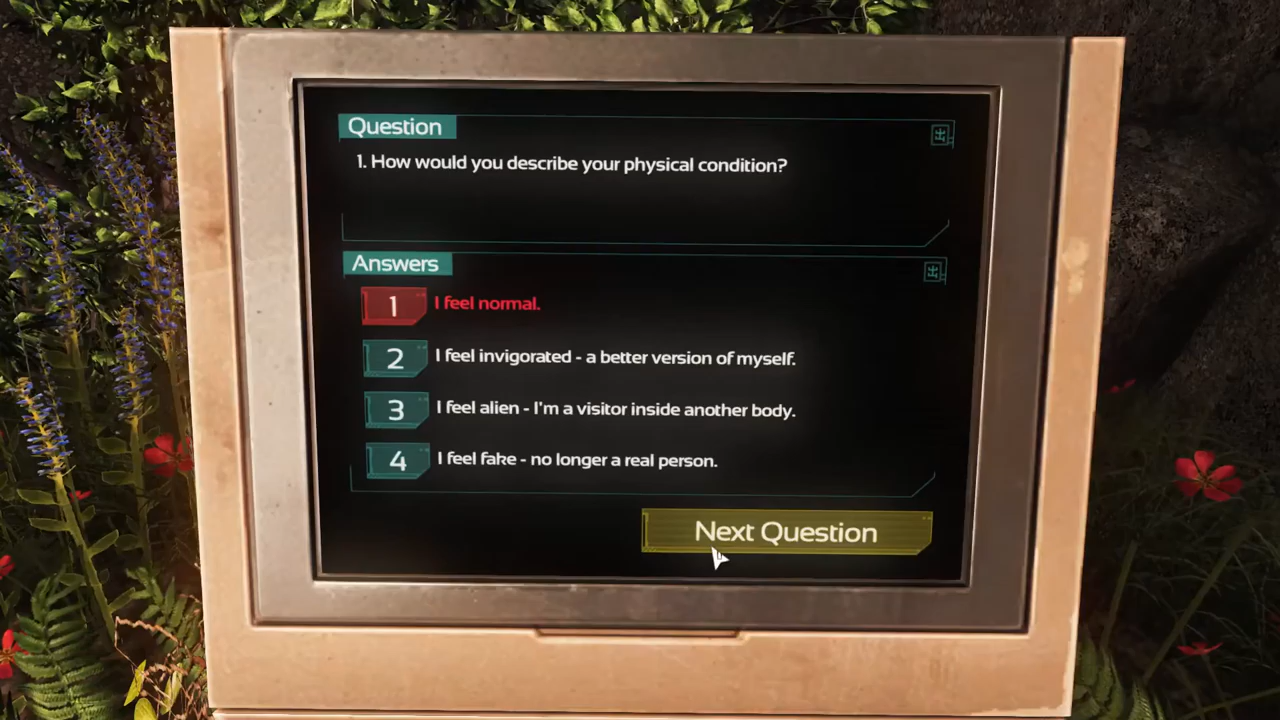 Question
1. How would you describe your physical condition?
Answers
1 I feel normal.
2 I feel invigorated - a better version of myself.
3 I feel alien - I'm a visitor inside another body.
4 I feel fake - no longer a real person.
Next Question